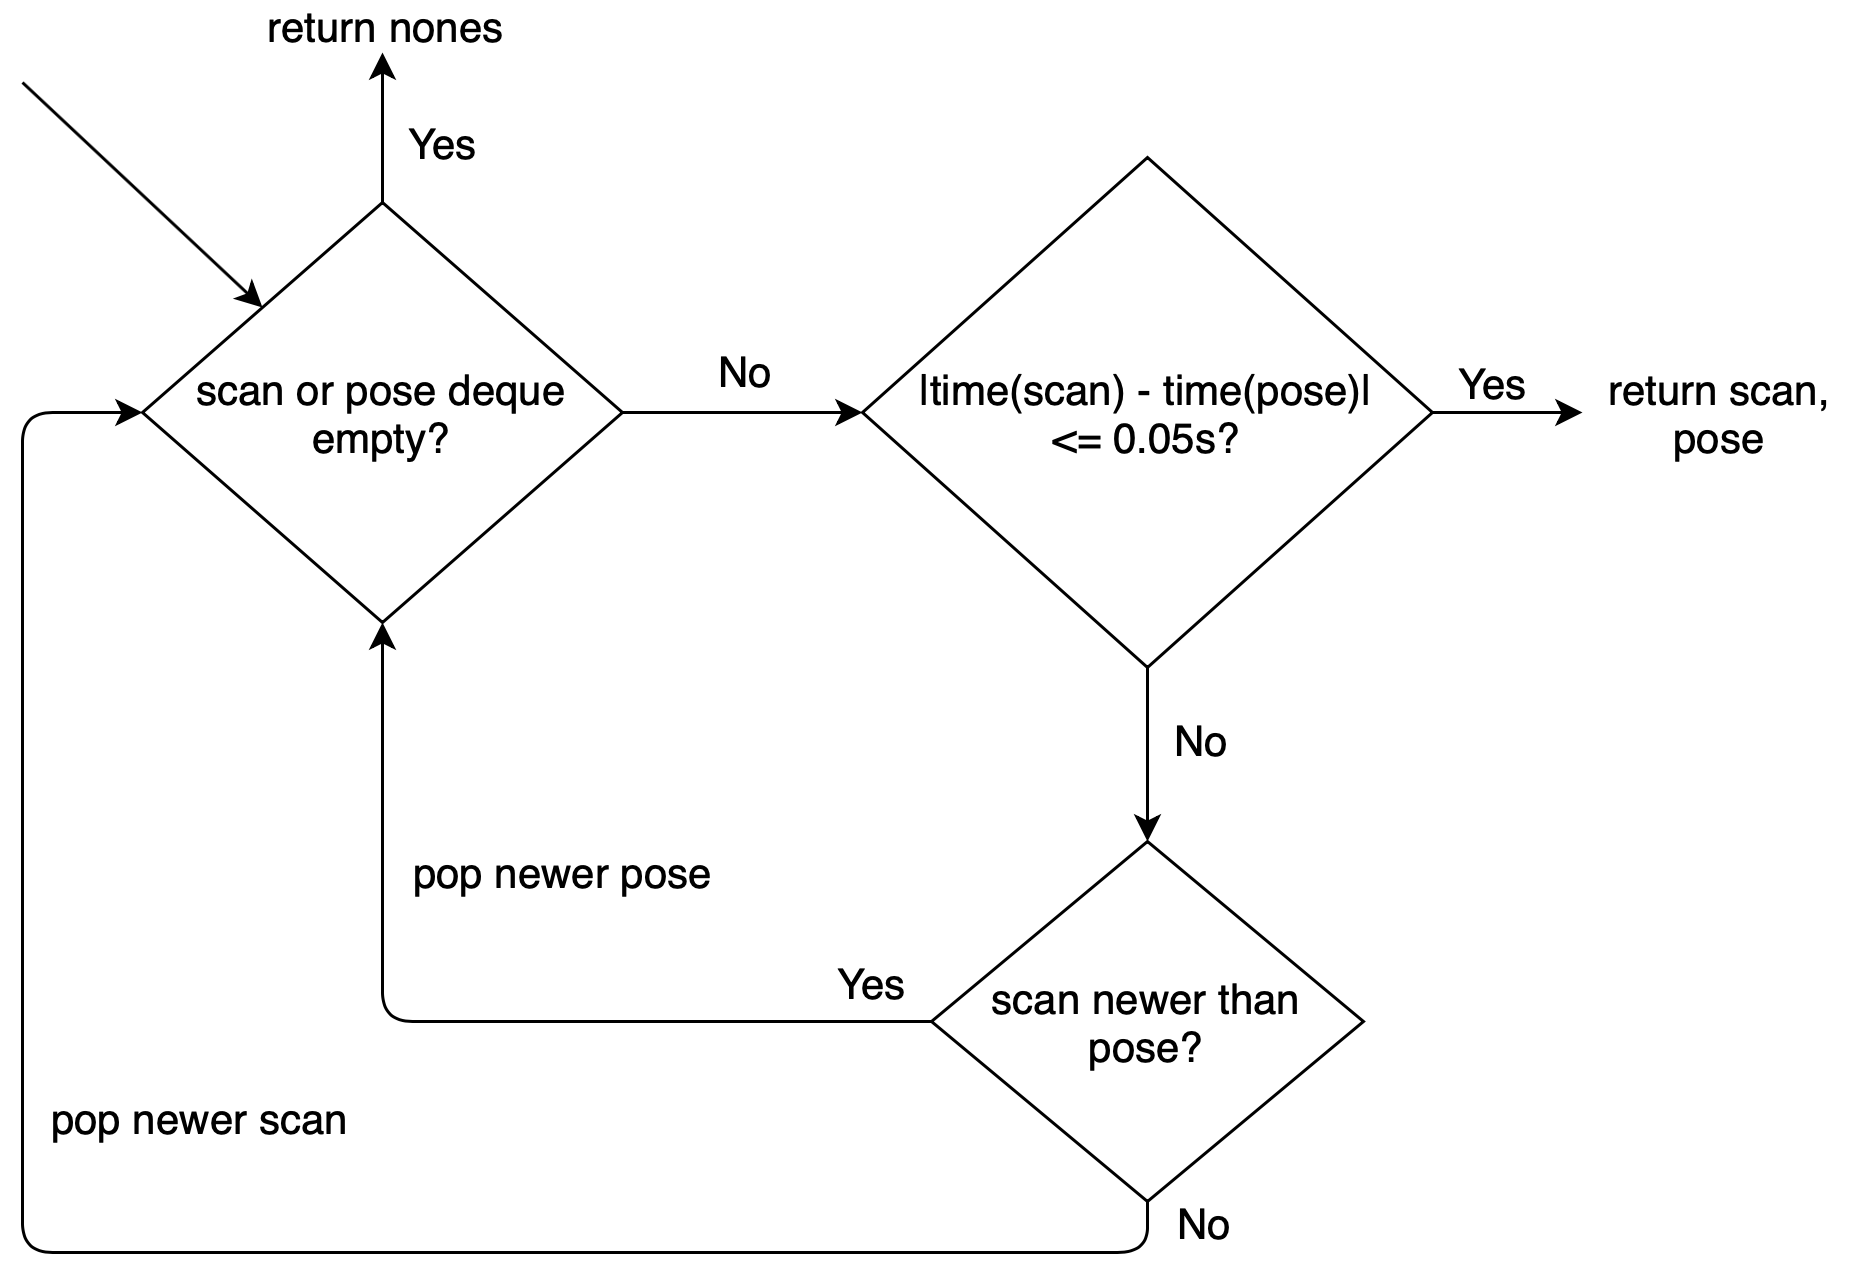 return nones
Yes
scan or pose deque
empty?
No
|time(scan) - time(pose)|
<= 0.05s?
Yes
return scan,
pose
No
pop newer pose
Yes
scan newer than
pose?
pop newer scan
No